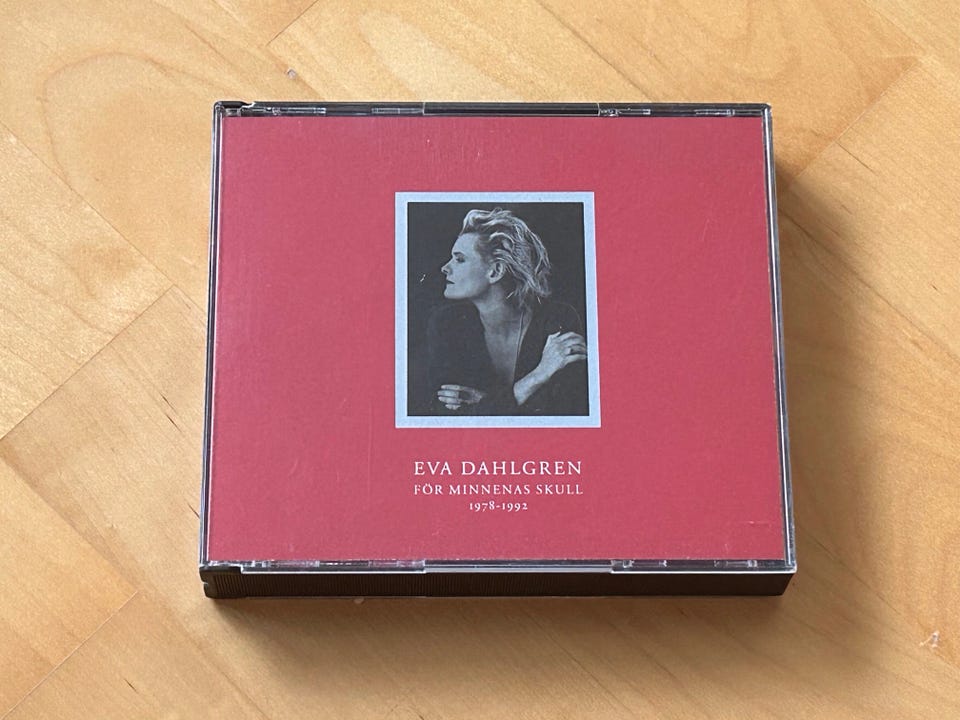 EVA DAHLGREN
FÖR MINNENAS SKULL
1978-1992